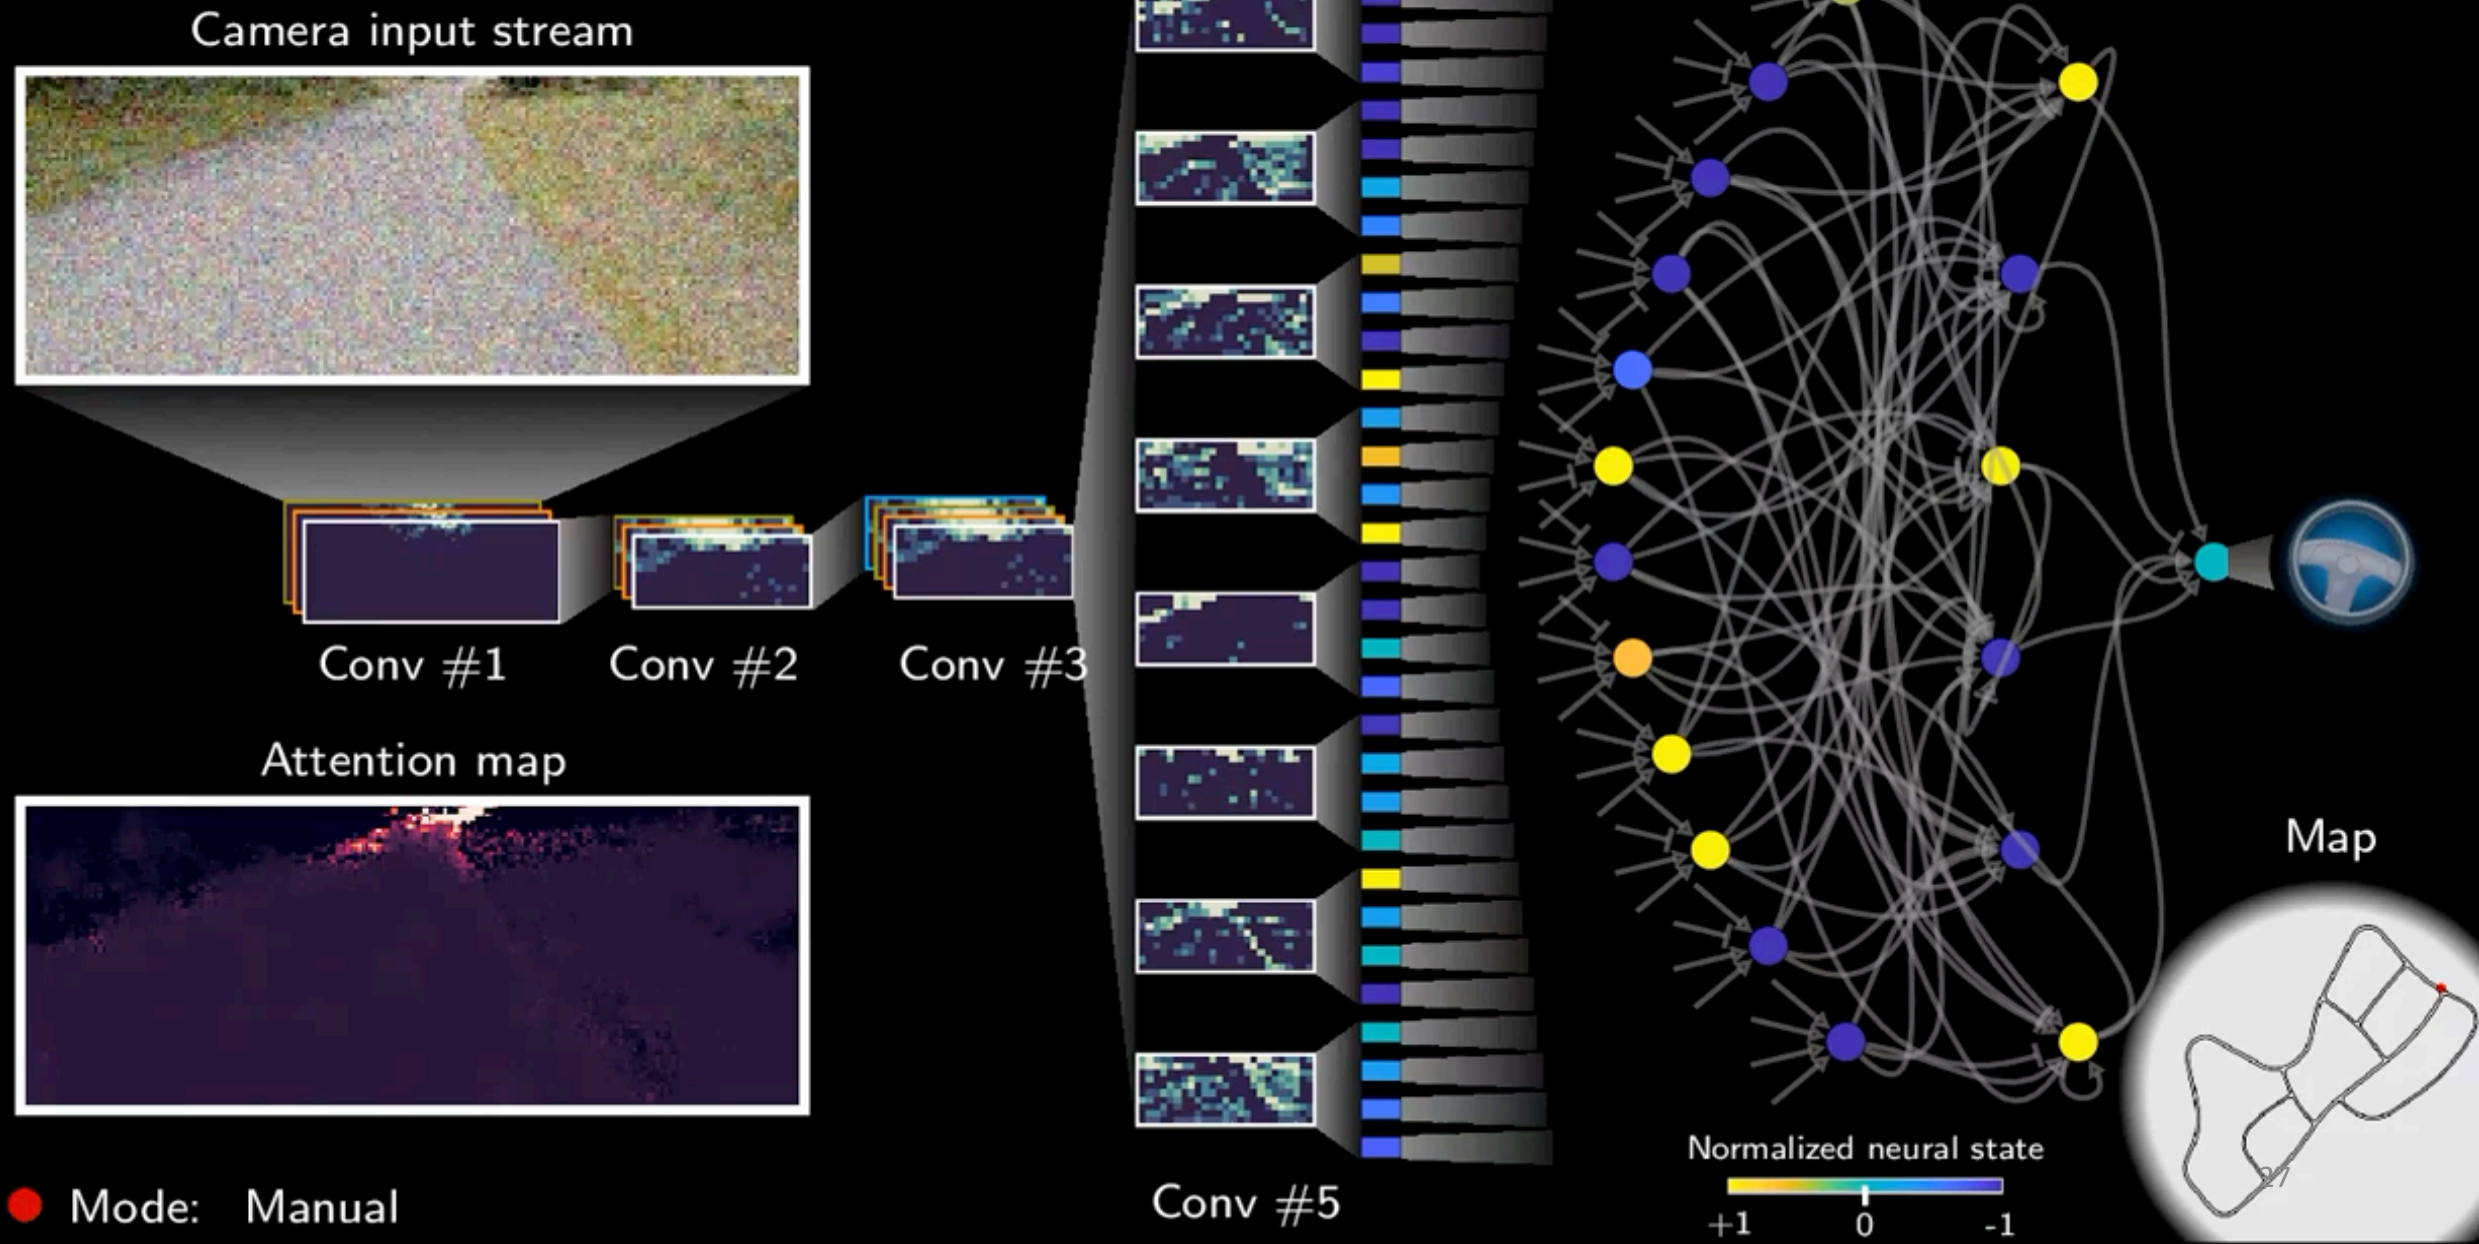 Camera input stream
Conv #1
Conv #2
Conv #3
Attention map
Mode: Manual
Conv #5
Map
27
Normalized neural state
+1 0 -1